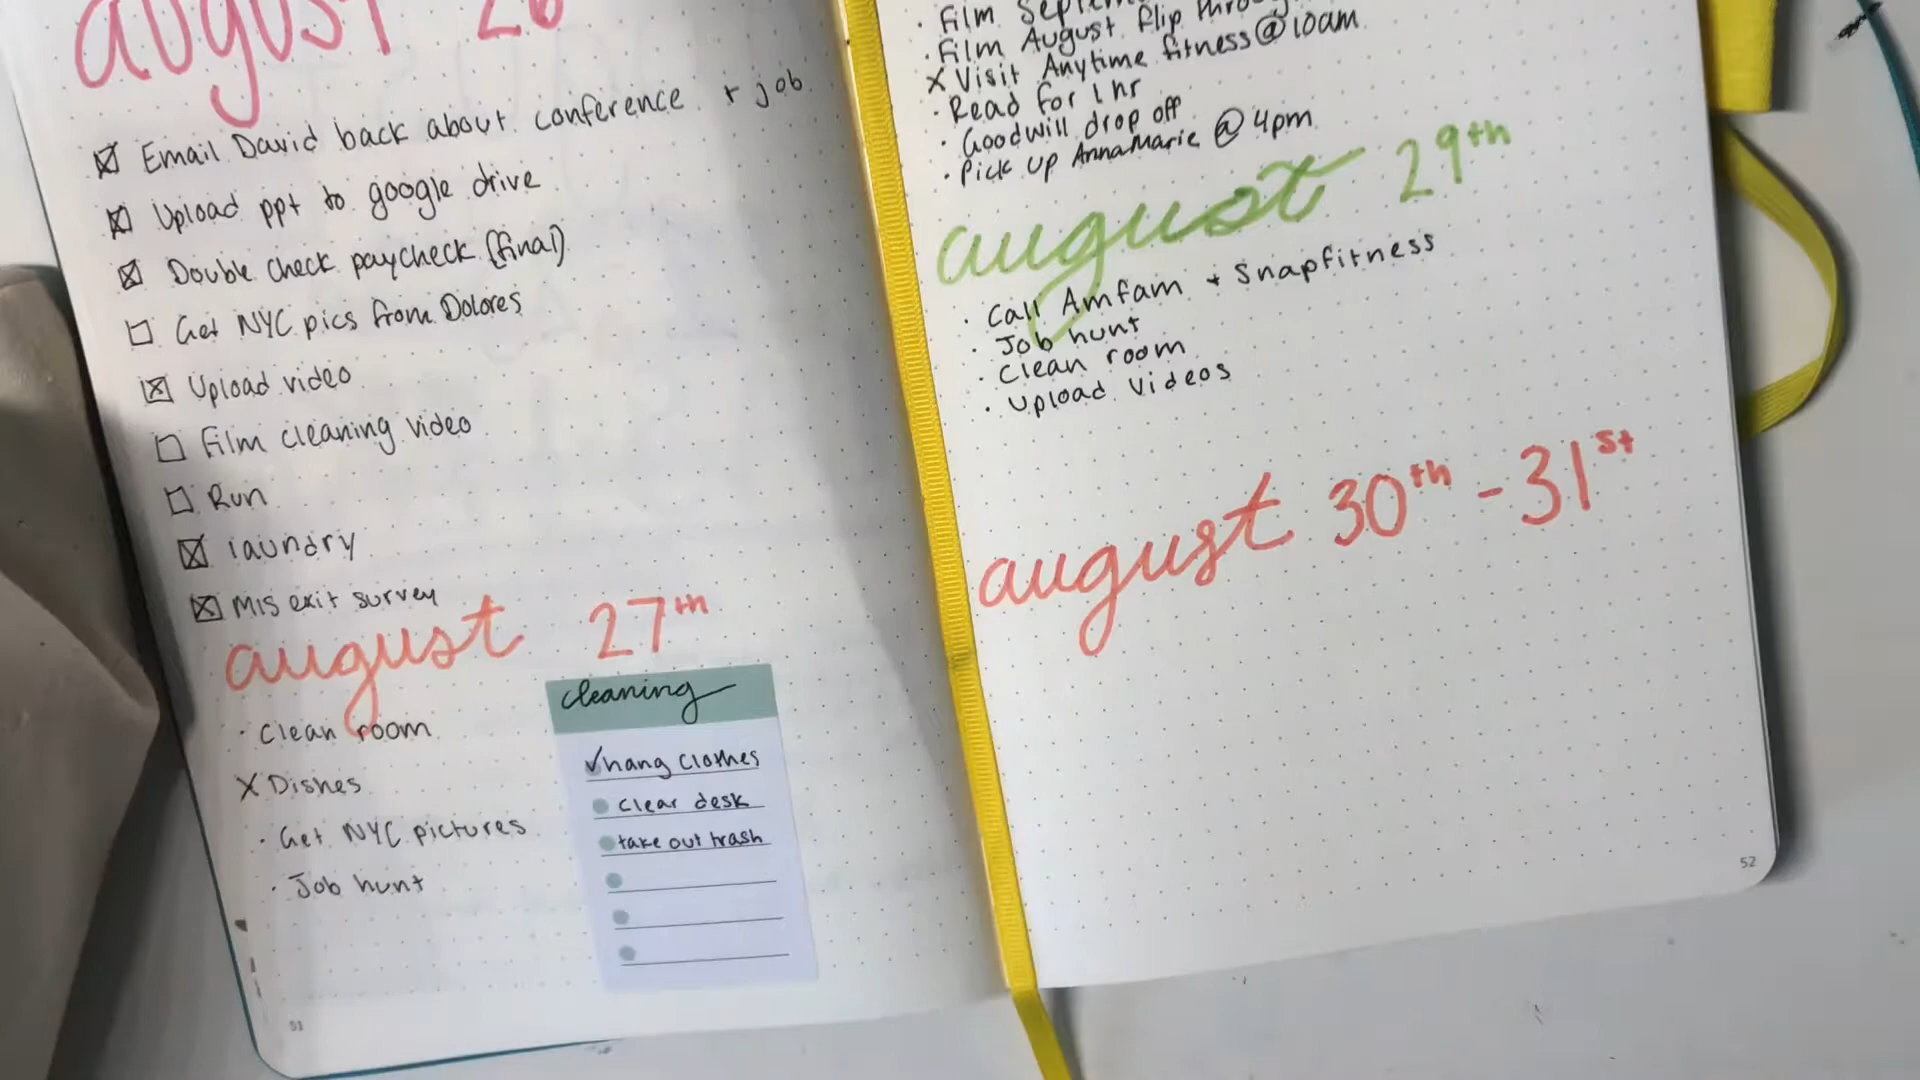 august 26
Email David back about conference + job
Upload ppt to google drive
Double check paycheck (final)
Get NYC pics from Dolores
Upload video
Film cleaning video
Run
laundry
MIS exit survey
august 27th
· Clean room
X Dishes
· Get NYC pictures
· Job hunt
cleaning
✓hang clothes
clear desk
take out trash
51
· Film
· Film August flip
X Visit Anytime fitness @ 10am
· Read for 1 hr
· Goodwill drop off
· Pick up AnnaMarie @ 4pm
august 29th
· Call Amfam + Snapfitness
· Job hunt
· Clean room
· Upload Videos
august 30th - 31st
52